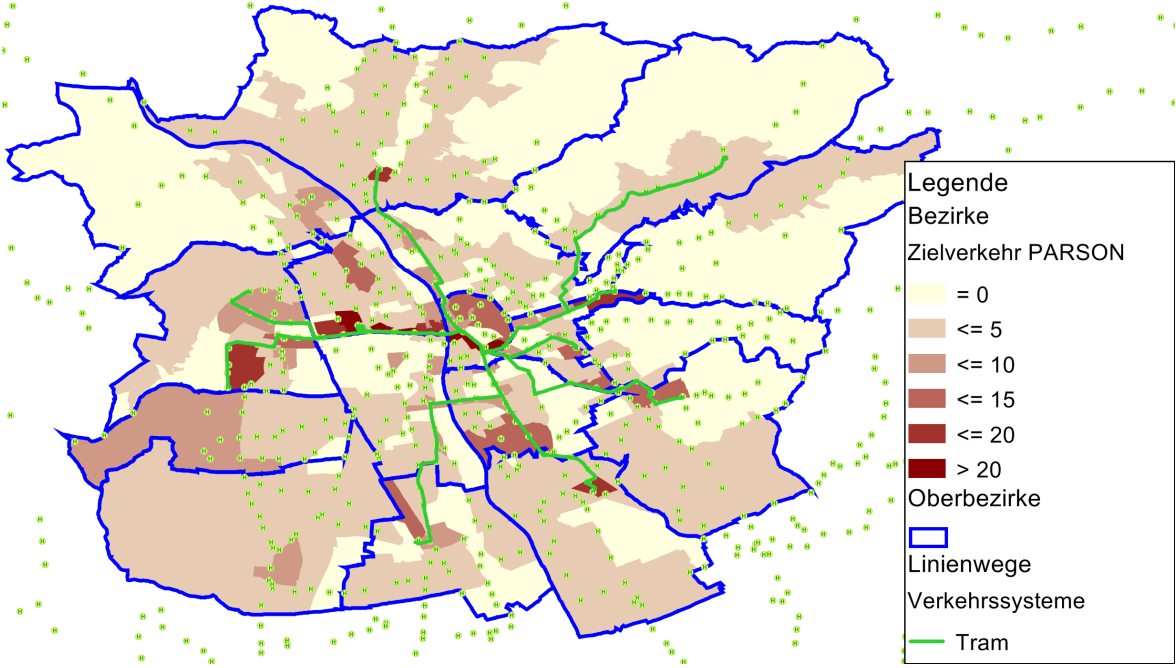 Legende
Bezirke
Zielverkehr PARSON
= 0
<= 5
<= 10
<= 15
<= 20
> 20
Oberbezirke
Linienwege
Verkehrssysteme
Tram